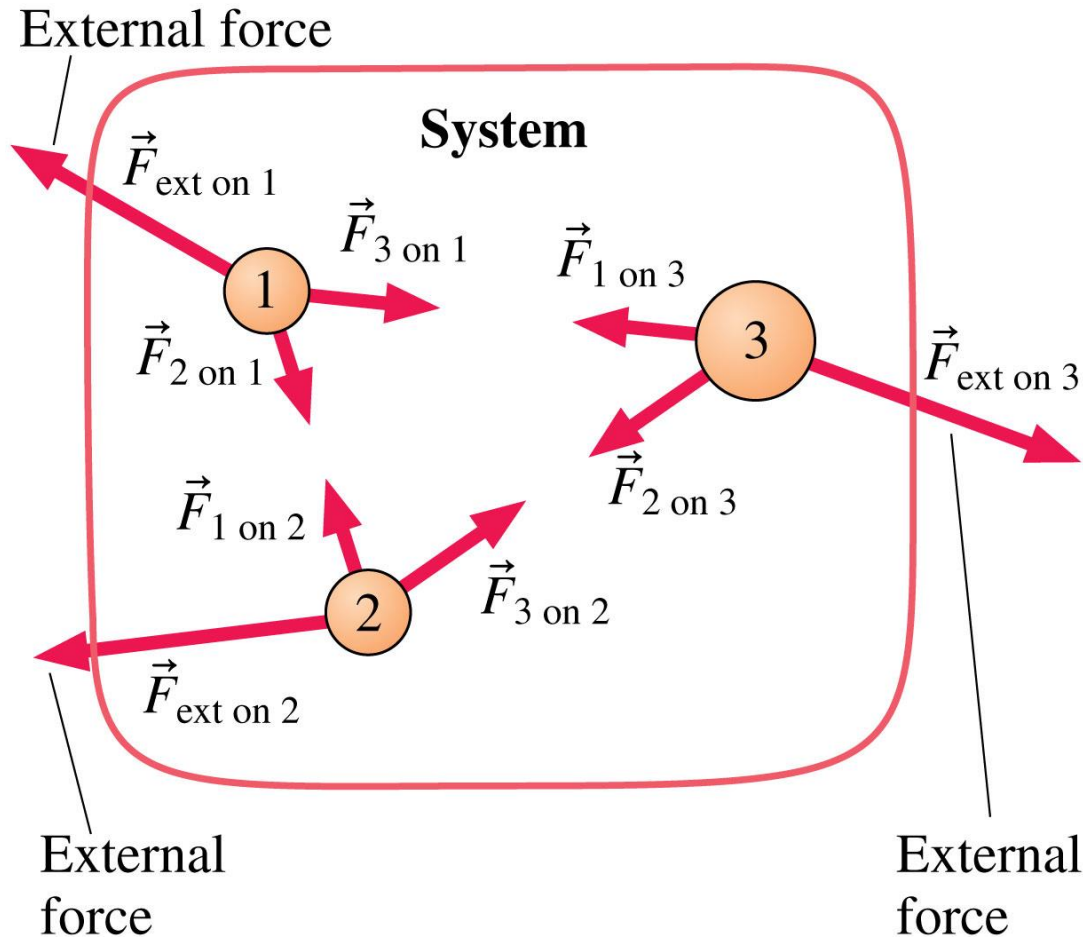 External force
System
F⃗ext on 1
F⃗3 on 1
F⃗1 on 3
1
3
F⃗2 on 1
F⃗ext on 3
F⃗2 on 3
F⃗1 on 2
F⃗3 on 2
2
F⃗ext on 2
External
force
External
force